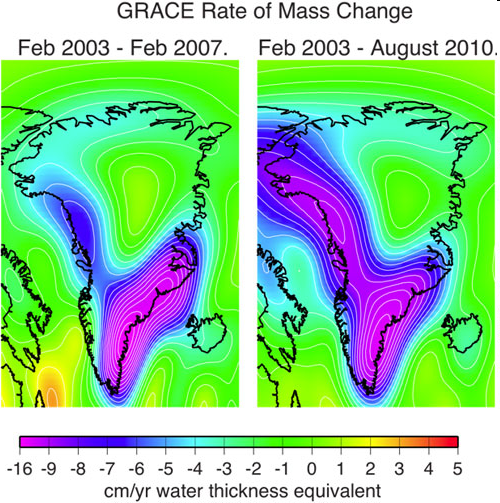 GRACE Rate of Mass Change
Feb 2003 - Feb 2007. Feb 2003 - August 2010.
-16 -9 -8 -7 -6 -5 -4 -3 -2 -1 0 1 2 3 4 5
cm/yr water thickness equivalent